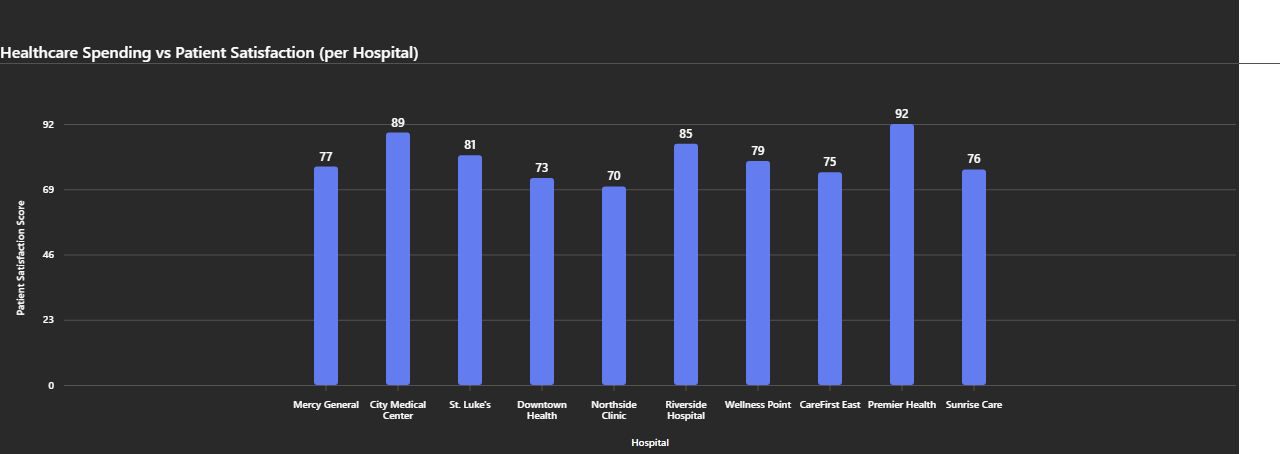 Healthcare Spending vs Patient Satisfaction (per Hospital)
92
69
46
23
0
Patient Satisfaction Score
77
89
81
73
70
85
79
75
92
76
Mercy General
City Medical
Center
St. Luke's
Downtown
Health
Northside
Clinic
Riverside
Hospital
Wellness Point
CareFirst East
Premier Health
Sunrise Care
Hospital